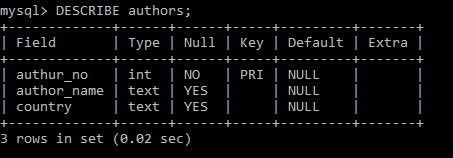 mysql> DESCRIBE authors;
+-------------+------+------+-----+---------+-------+
| Field       | Type | Null | Key | Default | Extra |
+-------------+------+------+-----+---------+-------+
| authur_no   | int  | NO   | PRI | NULL    |       |
| author_name | text | YES  |     | NULL    |       |
| country     | text | YES  |     | NULL    |       |
+-------------+------+------+-----+---------+-------+
3 rows in set (0.02 sec)